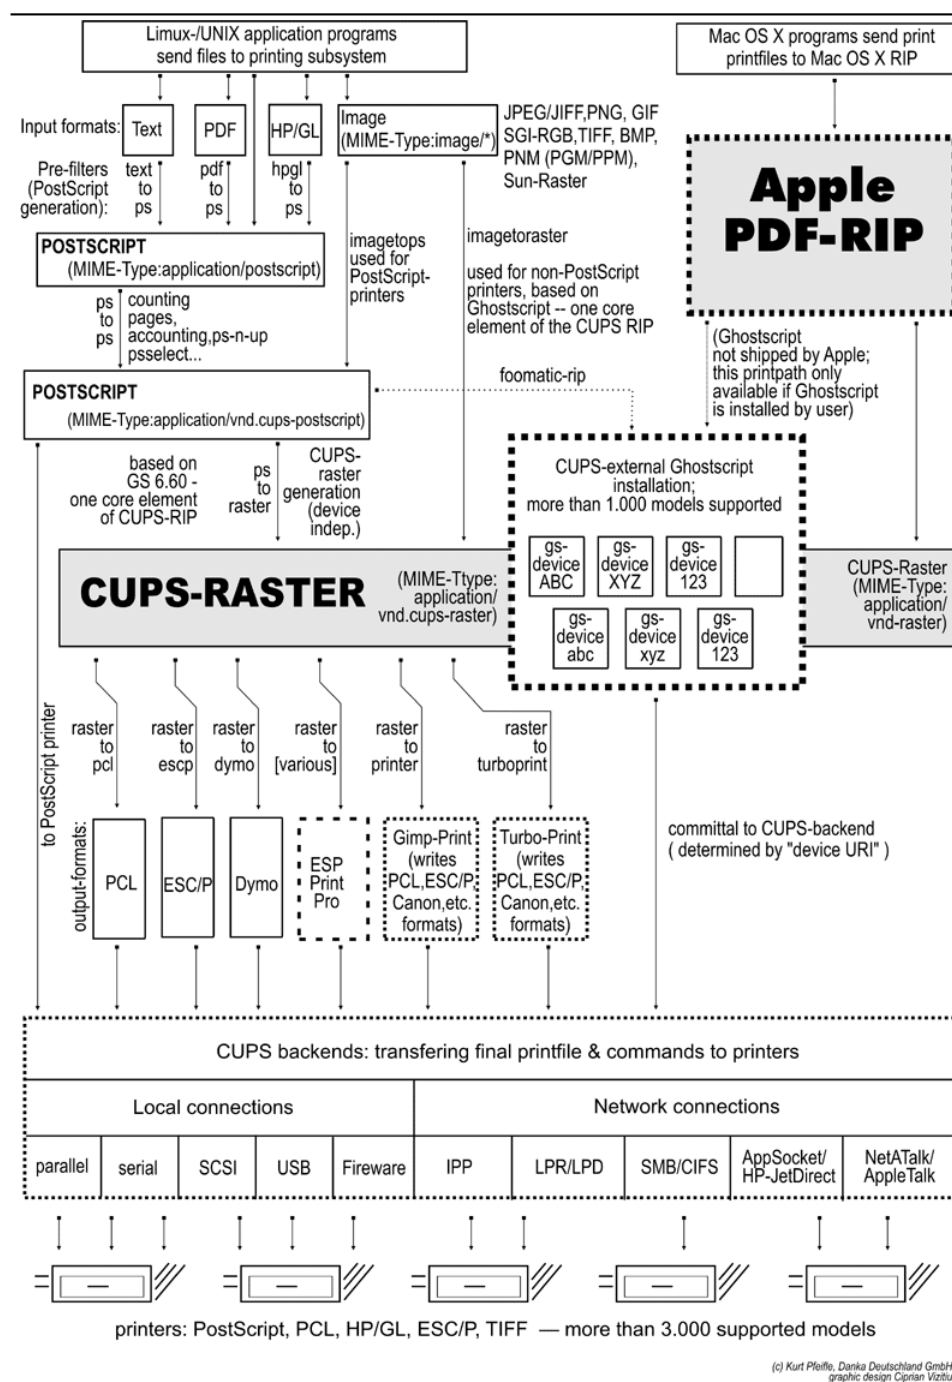 Limux-/UNIX application programs
send files to printing subsystem
Mac OS X programs send print
printfiles to Mac OS X RIP
Input formats:
Text
PDF
HP/GL
Image
(MIME-Type:image/*)
JPEG/JIFF,PNG, GIF
SGI-RGB,TIFF, BMP,
PNM (PGM/PPM),
Sun-Raster
Apple
PDF-RIP
Pre-filters
(PostScript
generation):
text
to
ps
pdf
to
ps
hpgl
to
ps
POSTSCRIPT
(MIME-Type:application/postscript)
imagetops
used for
PostScript-
printers
imagetoraster
used for non-PostScript
printers, based on
Ghostscript -- one core
element of the CUPS RIP
ps
to
ps
counting
pages,
accounting,ps-n-up
psselect...
(Ghostscript
not shipped by Apple;
this printpath only
available if Ghostscript
is installed by user)
POSTSCRIPT
(MIME-Type:application/vnd.cups-postscript)
foomatic-rip
based on
GS 6.60 -
one core element
of CUPS-RIP
ps
to
raster
CUPS-
raster
generation
(device
indep.)
CUPS-external Ghostscript
installation;
more than 1.000 models supported
gs-
device
ABC
gs-
device
XYZ
gs-
device
123
gs-
device
abc
gs-
device
xyz
gs-
device
123
CUPS-RASTER
(MIME-Ttype:
application/
vnd.cups-raster)
CUPS-Raster
(MIME-Type:
application/
vnd-raster)
to PostScript printer
raster
to
pcl
raster
to
escp
raster
to
dymo
raster
to
[various]
raster
to
printer
raster
to
turboprint
output-formats:
PCL
ESC/P
Dymo
ESP
Print
Pro
Gimp-Print
(writes
PCL,ESC/P,
Canon,etc.
formats)
Turbo-Print
(writes
PCL,ESC/P,
Canon,etc.
formats)
committal to CUPS-backend
( determined by "device URI" )
CUPS backends: transfering final printfile & commands to printers
Local connections
Network connections
parallel
serial
SCSI
USB
Fireware
IPP
LPR/LPD
SMB/CIFS
AppSocket/
HP-JetDirect
NetATalk/
AppleTalk
printers: PostScript, PCL, HP/GL, ESC/P, TIFF — more than 3.000 supported models
(c) Kurt Pfeifle, Danka Deutschland GmbH
graphic design Ciprian Vizitiu